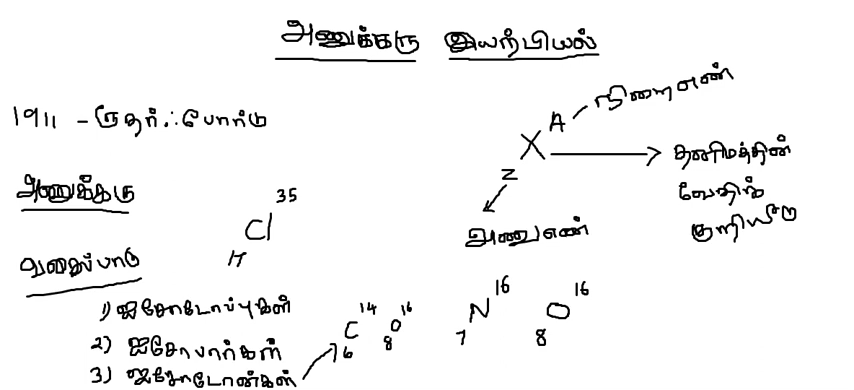 அணுக்கரு இயற்பியல்
1911 - ருதர்ஃபோர்டு
A - நிறை எண்
X
Z
தனிமத்தின்
வேதிக்
குறியீடு
அணு எண்
அணுக்கரு
35
Cl
17
வகைப்பாடு
1) ஐசோடோப்புகள்
2) ஐசோபார்கள்
3) ஐசோடோன்கள்
14 16
C O
6 8
16 16
N O
7 8